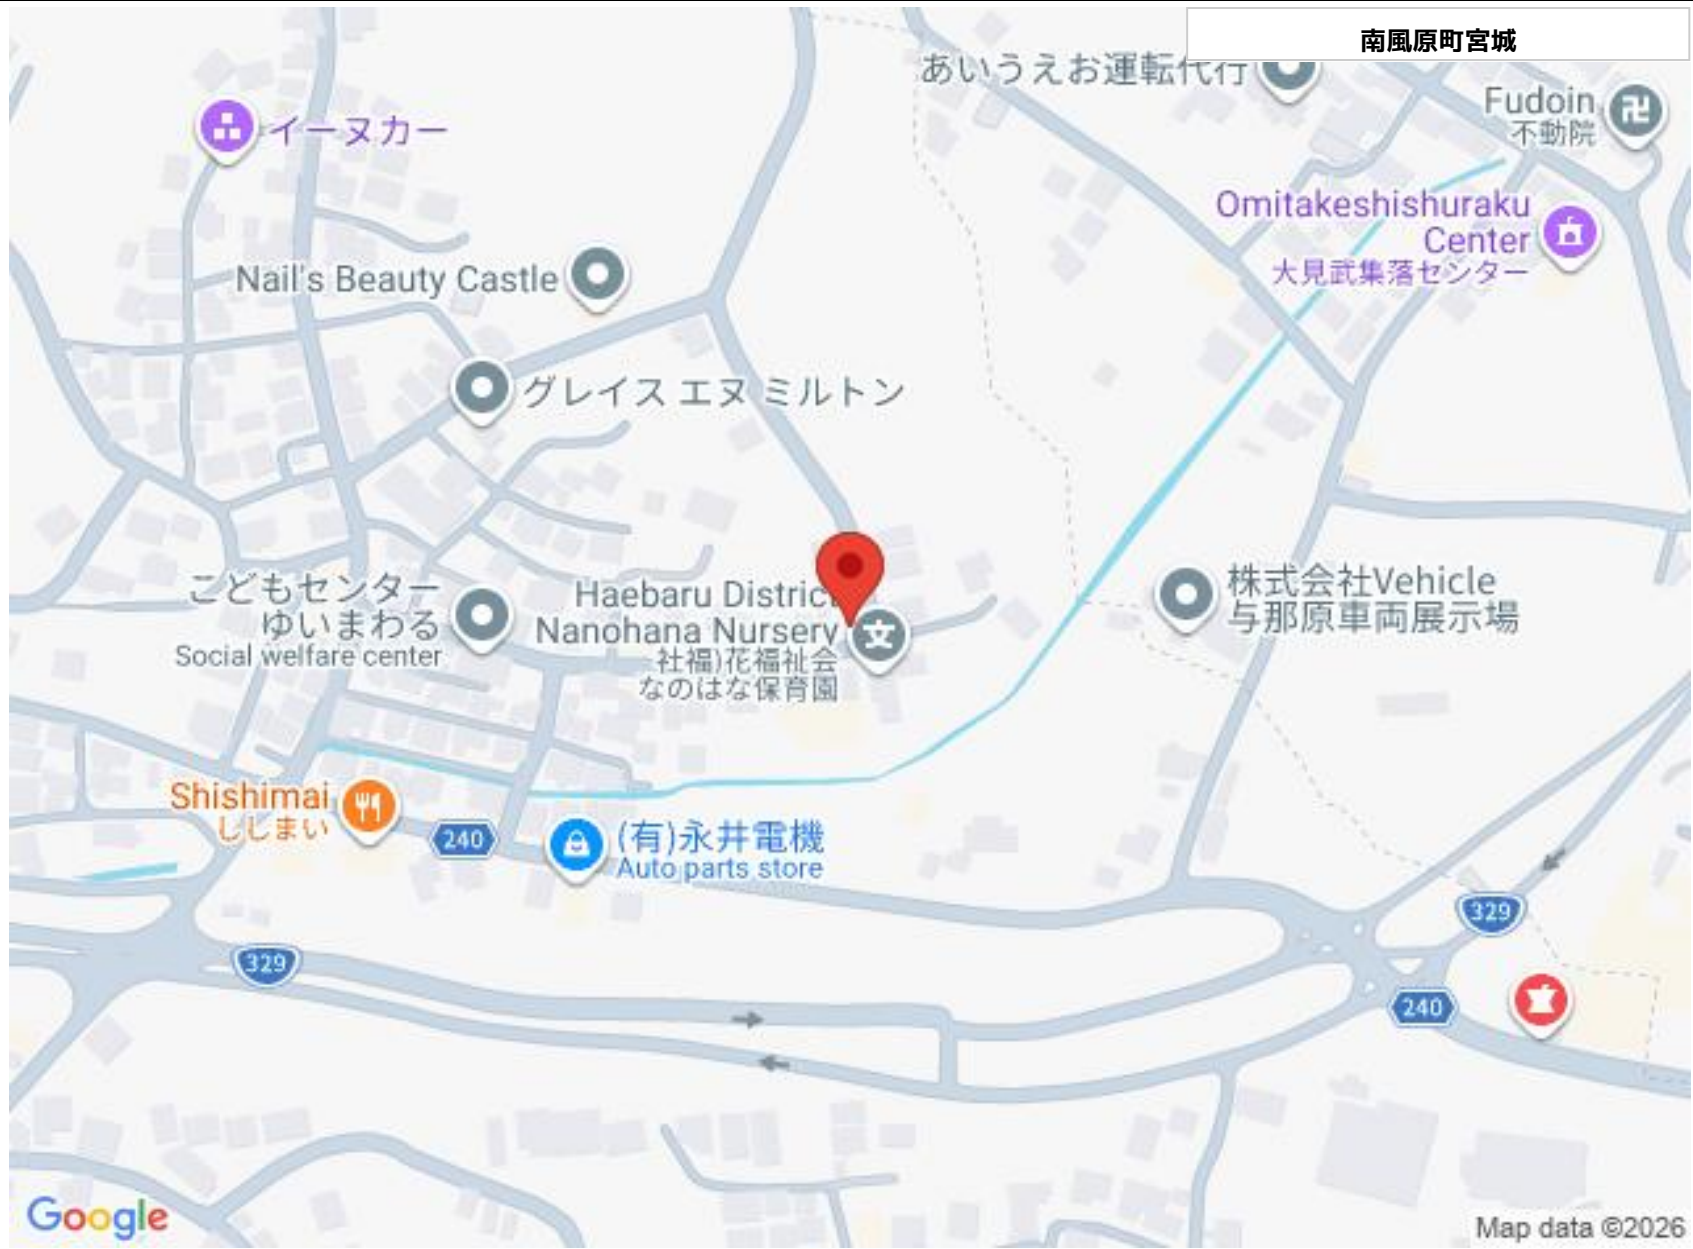 南風原町宮城
あいうえお運転代行
Fudoin
不動院
イーヌカー
Omitakeshishuraku
Center
大見武集落センター
Nail's Beauty Castle
グレイス エヌ ミルトン
こどもセンター
ゆいまわる
Social welfare center
Haebaru District
Nanohana Nursery
社福)花福祉会
なのはな保育園
株式会社Vehicle
与那原車両展示場
Shishimai
ししまい
240
(有)永井電機
Auto parts store
329
329
240
Google
Map data ©2026